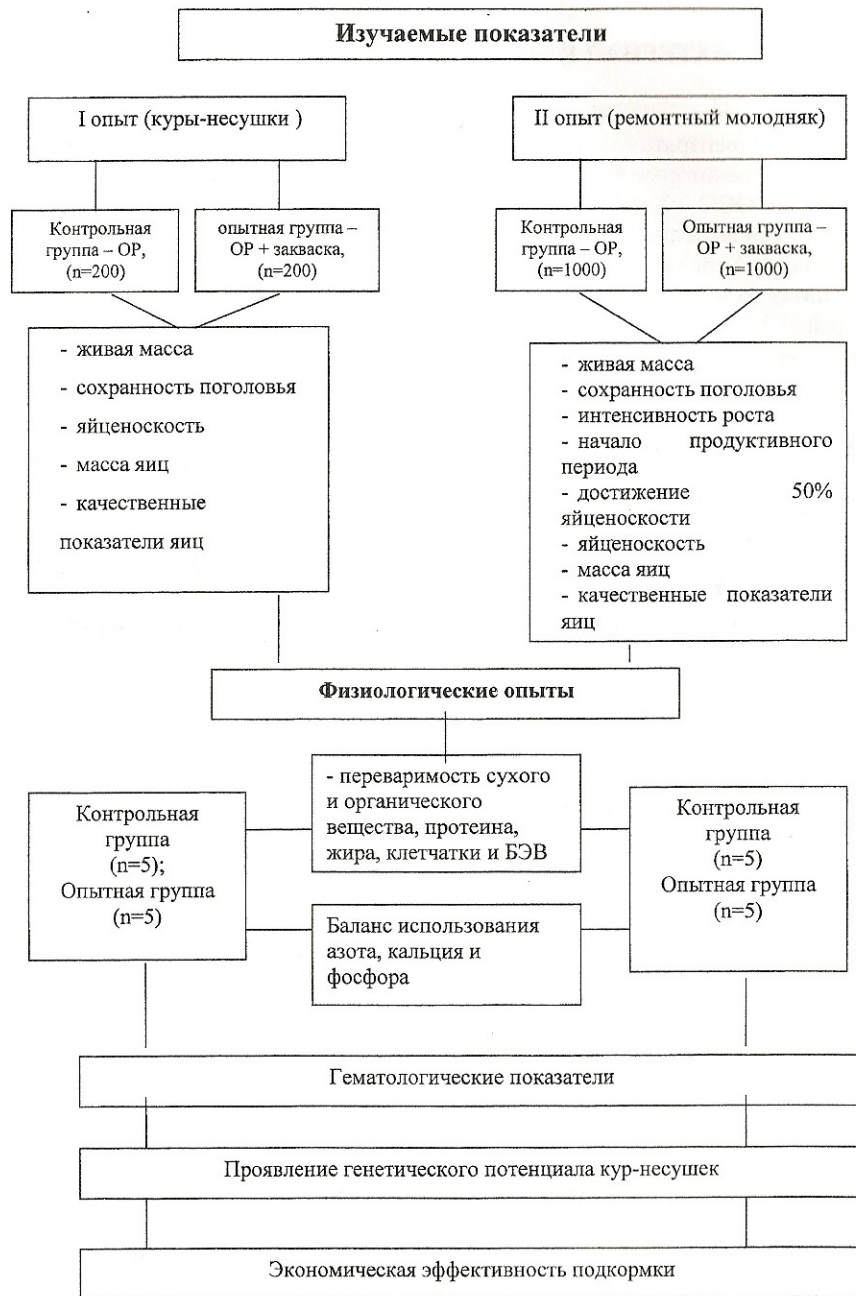 Изучаемые показатели
I опыт (куры-несушки )
II опыт (ремонтный молодняк)
Контрольная
группа – ОР,
(n=200)
опытная группа –
ОР + закваска,
(n=200)
Контрольная
группа – ОР,
(n=1000)
Опытная группа –
ОР + закваска,
(n=1000)
- живая масса
- сохранность поголовья
- яйценоскость
- масса яиц
- качественные
показатели яиц
- живая масса
- сохранность поголовья
- интенсивность роста
- начало продуктивного
периода
- достижение 50%
яйценоскости
- яйценоскость
- масса яиц
- качественные показатели
яиц
Физиологические опыты
- переваримость сухого
и органического
вещества, протеина,
жира, клетчатки и БЭВ
Контрольная
группа
(n=5);
Опытная группа
(n=5)
Контрольная
группа
(n=5)
Опытная группа
(n=5)
Баланс использования
азота, кальция и
фосфора
Гематологические показатели
Проявление генетического потенциала кур-несушек
Экономическая эффективность подкормки